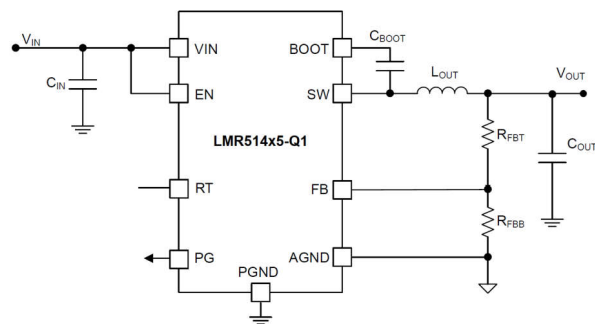 VIN
CIN
VIN
EN
RT
PG
PGND
LMR514x5-Q1
BOOT
SW
FB
AGND
CBOOT
LOUT
VOUT
RFBT
COUT
RFBB